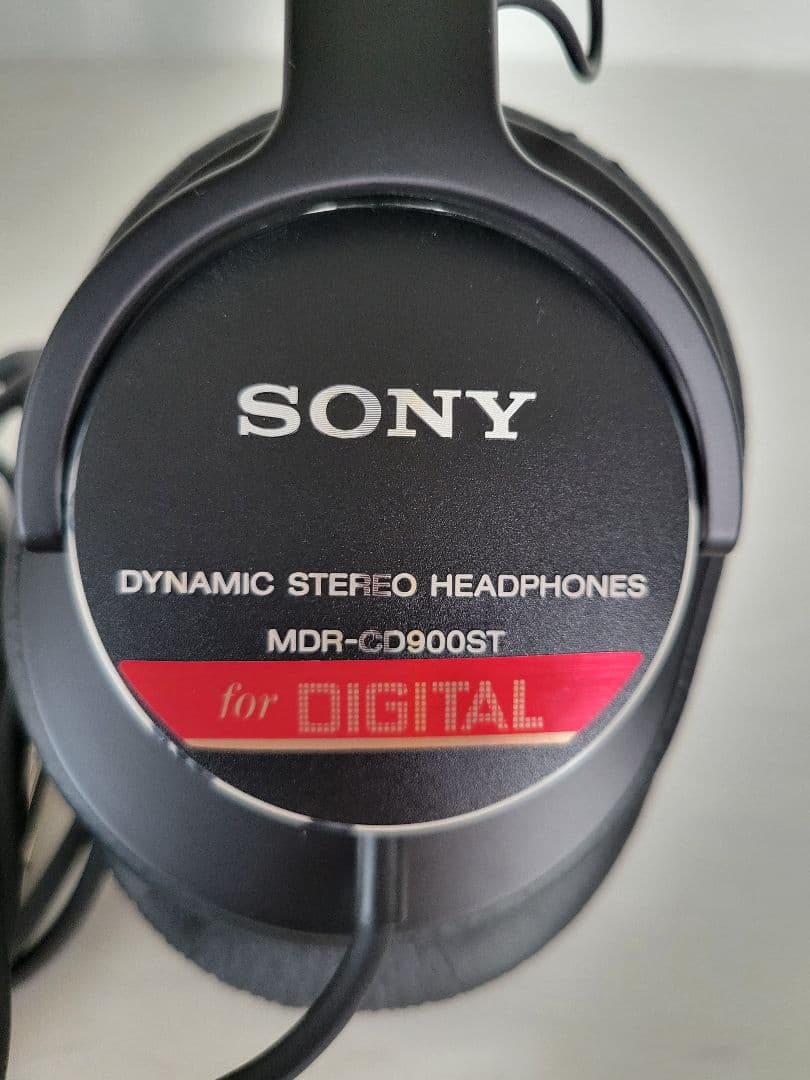 SONY
DYNAMIC STEREO HEADPHONES
MDR-CD900ST
for DIGITAL